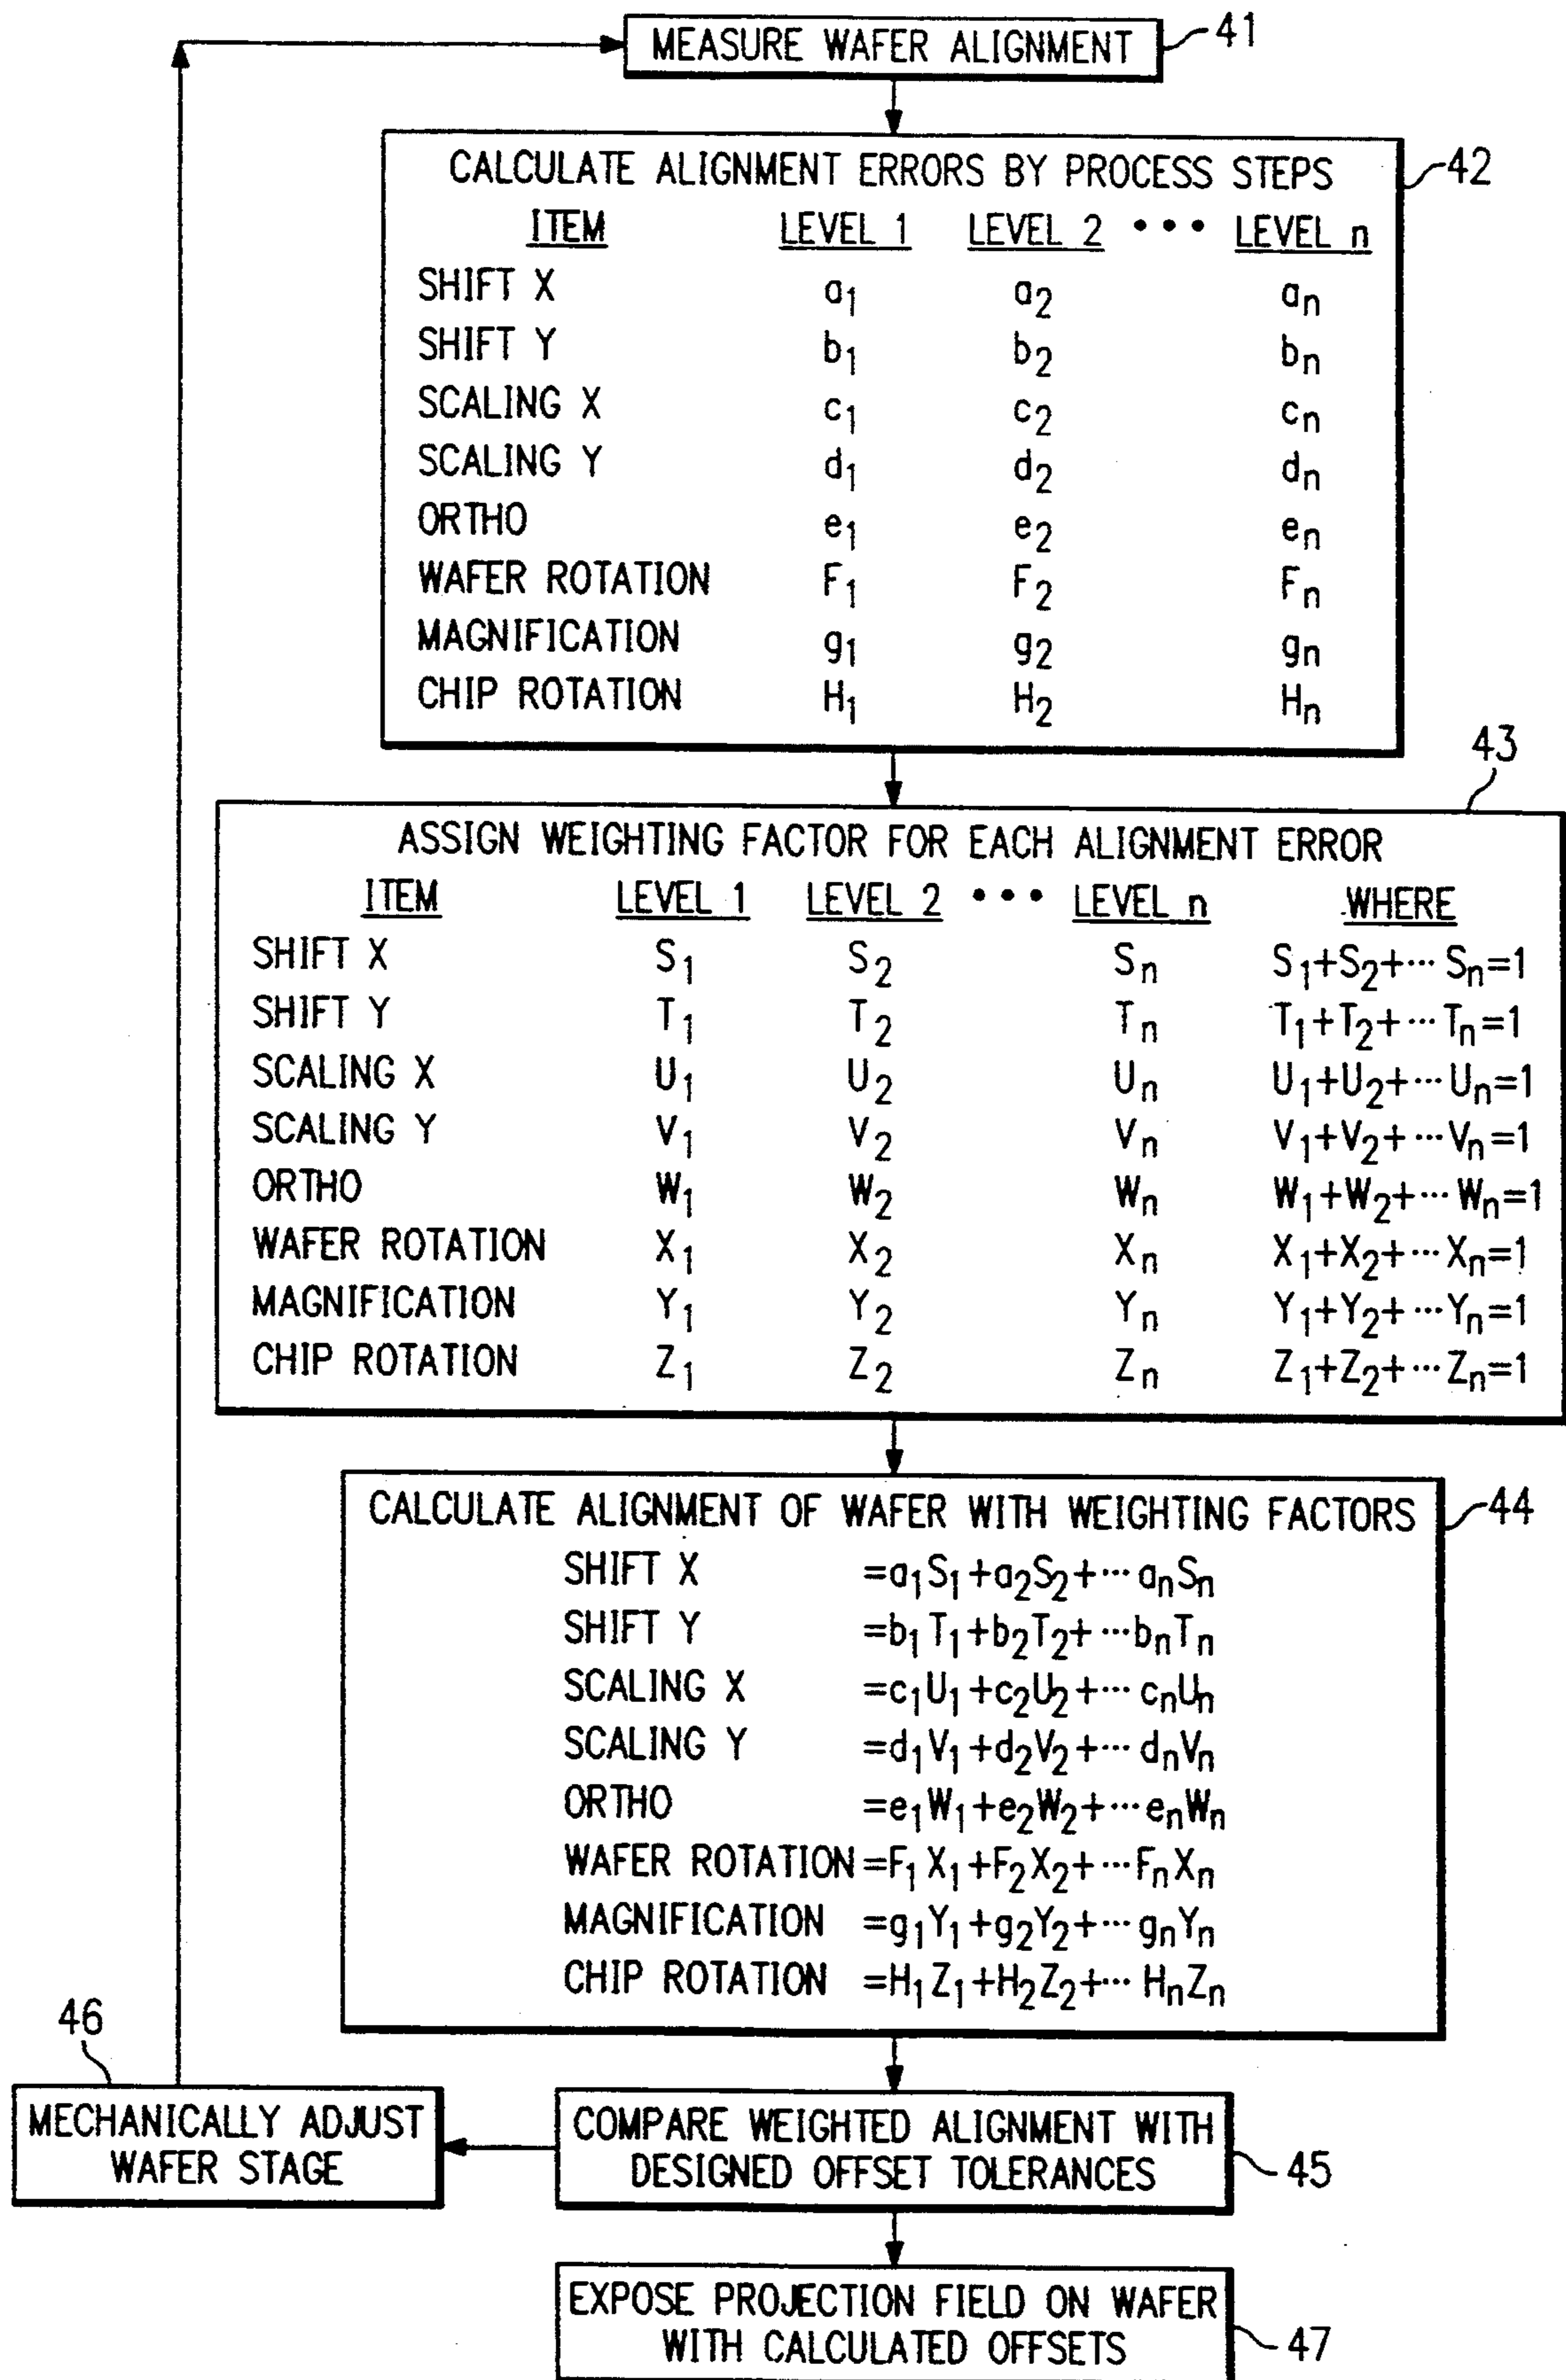 MEASURE WAFER ALIGNMENT 41
CALCULATE ALIGNMENT ERRORS BY PROCESS STEPS 42
ITEM LEVEL 1 LEVEL 2 ••• LEVEL n
SHIFT X a₁ a₂ aₙ
SHIFT Y b₁ b₂ bₙ
SCALING X c₁ c₂ cₙ
SCALING Y d₁ d₂ dₙ
ORTHO e₁ e₂ eₙ
WAFER ROTATION F₁ F₂ Fₙ
MAGNIFICATION g₁ g₂ gₙ
CHIP ROTATION H₁ H₂ Hₙ
43
ASSIGN WEIGHTING FACTOR FOR EACH ALIGNMENT ERROR
ITEM LEVEL 1 LEVEL 2 ••• LEVEL n WHERE
SHIFT X S₁ S₂ Sₙ S₁+S₂+··· Sₙ=1
SHIFT Y T₁ T₂ Tₙ T₁+T₂+···Tₙ=1
SCALING X U₁ U₂ Uₙ U₁+U₂+···Uₙ=1
SCALING Y V₁ V₂ Vₙ V₁+V₂+···Vₙ=1
ORTHO W₁ W₂ Wₙ W₁+W₂+··· Wₙ=1
WAFER ROTATION X₁ X₂ Xₙ X₁+X₂+···Xₙ=1
MAGNIFICATION Y₁ Y₂ Yₙ Y₁+Y₂+···Yₙ=1
CHIP ROTATION Z₁ Z₂ Zₙ Z₁+Z₂+···Zₙ=1
CALCULATE ALIGNMENT OF WAFER WITH WEIGHTING FACTORS 44
SHIFT X =a₁S₁+a₂S₂+··· aₙSₙ
SHIFT Y =b₁T₁+b₂T₂+···bₙTₙ
SCALING X =c₁U₁+c₂U₂+··· cₙUₙ
SCALING Y =d₁V₁+d₂V₂+··· dₙVₙ
ORTHO =e₁W₁+e₂W₂+···eₙWₙ
WAFER ROTATION =F₁X₁+F₂X₂+···FₙXₙ
MAGNIFICATION =g₁Y₁+g₂Y₂+··· gₙYₙ
CHIP ROTATION =H₁Z₁+H₂Z₂+··· HₙZₙ
46
MECHANICALLY ADJUST
WAFER STAGE
COMPARE WEIGHTED ALIGNMENT WITH
DESIGNED OFFSET TOLERANCES 45
EXPOSE PROJECTION FIELD ON WAFER
WITH CALCULATED OFFSETS 47